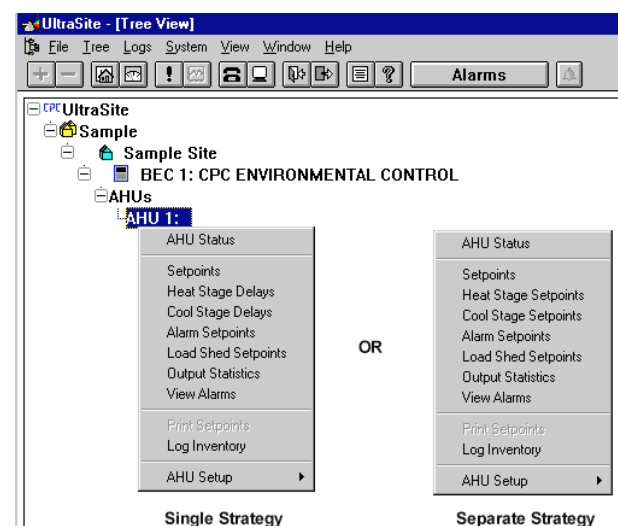 UltraSite - [Tree View]
File Tree Logs System View Window Help
Alarms
CPC UltraSite
Sample
Sample Site
BEC 1: CPC ENVIRONMENTAL CONTROL
AHUs
AHU 1:
AHU Status
Setpoints
Heat Stage Delays
Cool Stage Delays
Alarm Setpoints
Load Shed Setpoints
Output Statistics
View Alarms
Print Setpoints
Log Inventory
AHU Setup
Single Strategy
OR
AHU Status
Setpoints
Heat Stage Setpoints
Cool Stage Setpoints
Alarm Setpoints
Load Shed Setpoints
Output Statistics
View Alarms
Print Setpoints
Log Inventory
AHU Setup
Separate Strategy